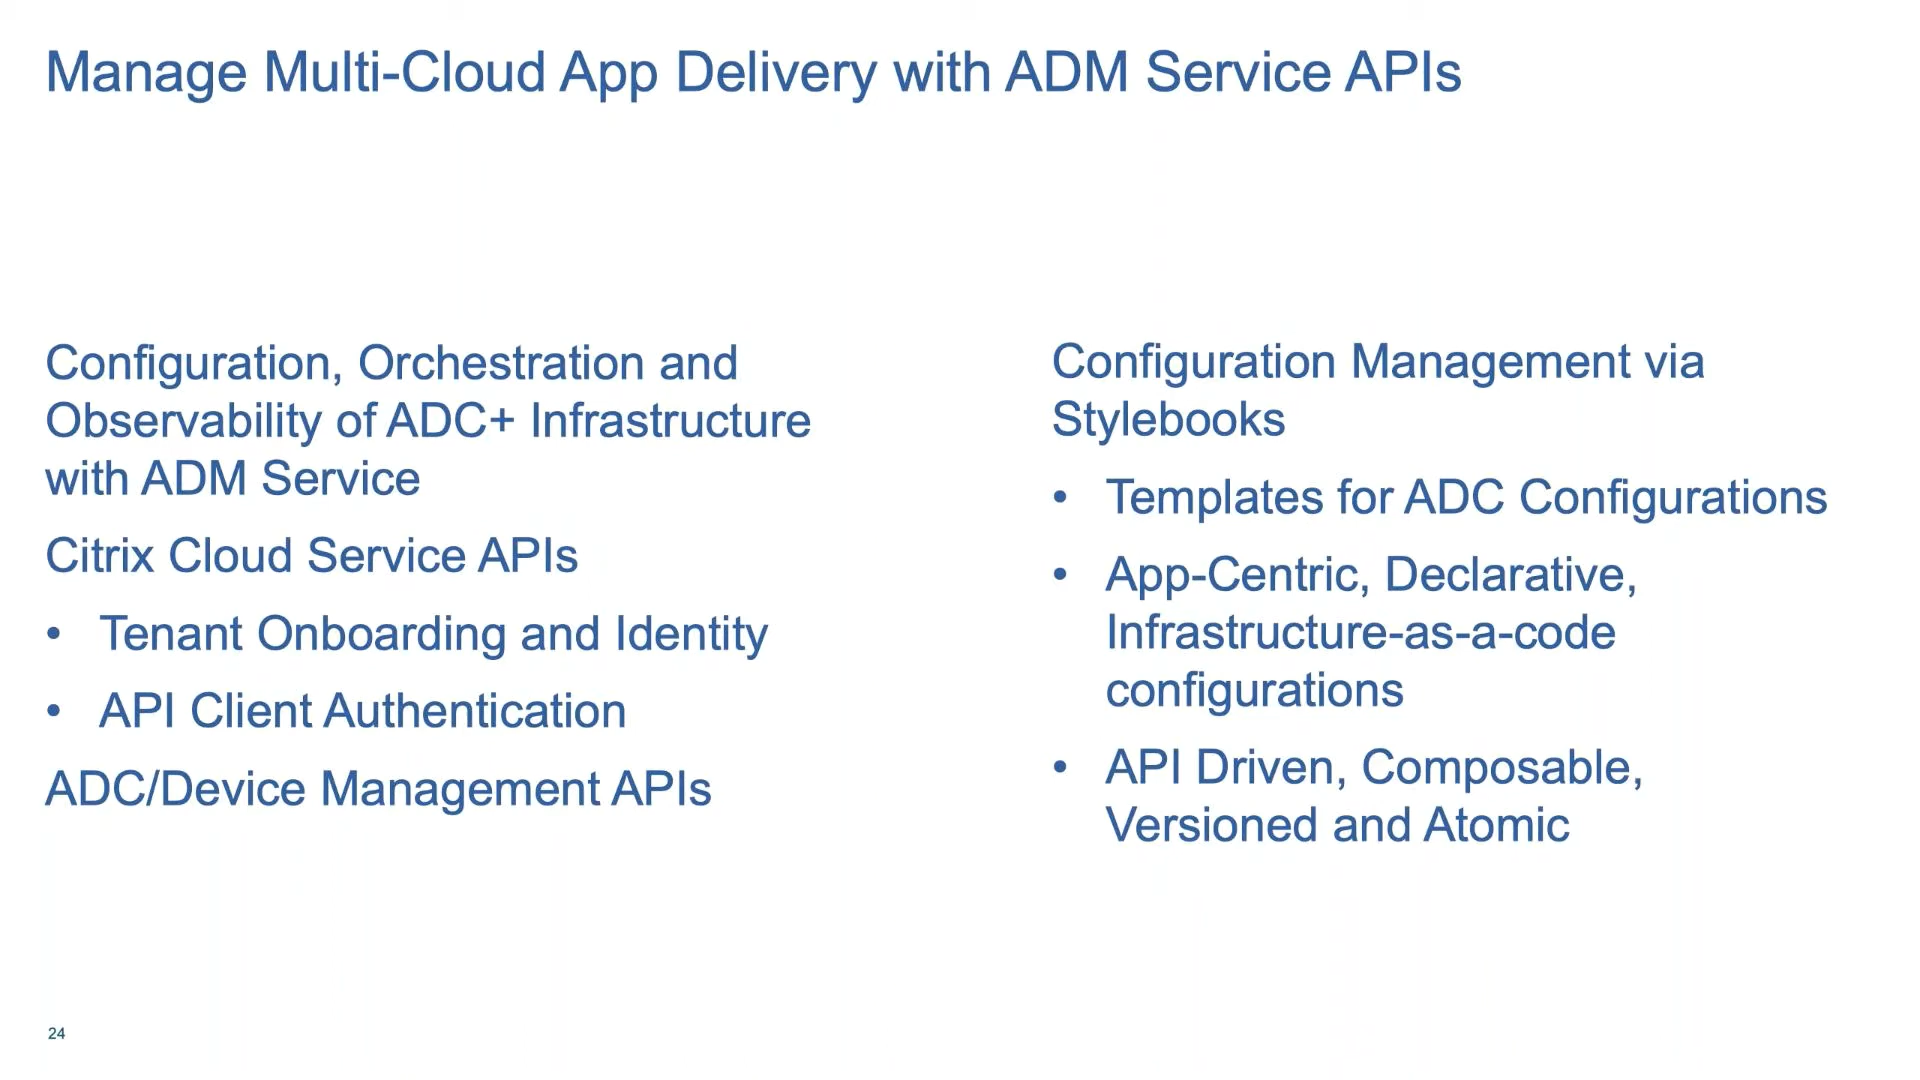 Manage Multi-Cloud App Delivery with ADM Service APIs
Configuration, Orchestration and
Observability of ADC+ Infrastructure
with ADM Service
Citrix Cloud Service APIs
• Tenant Onboarding and Identity
• API Client Authentication
ADC/Device Management APIs
Configuration Management via
Stylebooks
• Templates for ADC Configurations
• App-Centric, Declarative,
Infrastructure-as-a-code
configurations
• API Driven, Composable,
Versioned and Atomic
24